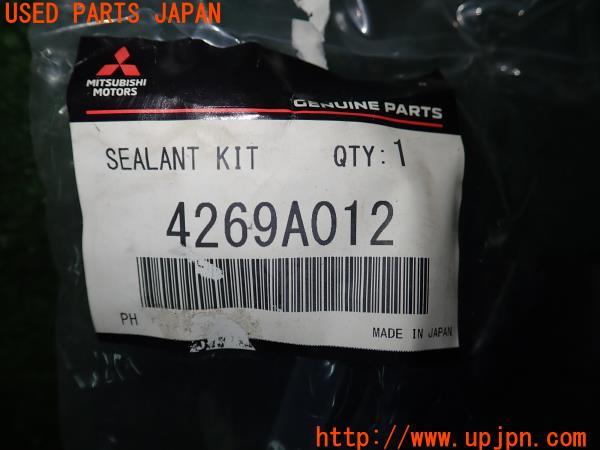 USED PARTS JAPAN
MITSUBISHI
MOTORS
GENUINE PARTS
SEALANT KIT QTY:1
4269A012
PH
MADE IN JAPAN
http://www.upjpn.com